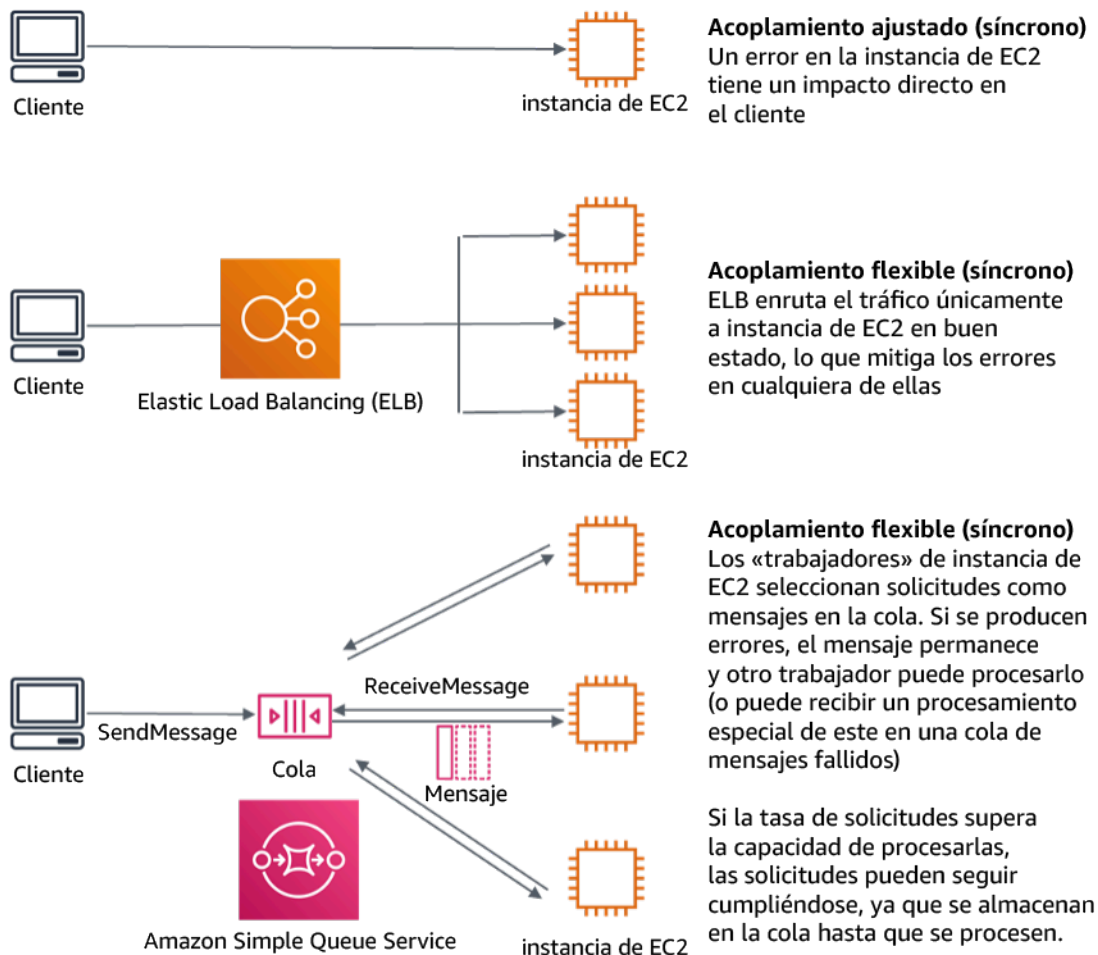 Cliente
instancia de EC2
Acoplamiento ajustado (síncrono)
Un error en la instancia de EC2
tiene un impacto directo en
el cliente
Cliente
Elastic Load Balancing (ELB)
instancia de EC2
Acoplamiento flexible (síncrono)
ELB enruta el tráfico únicamente
a instancia de EC2 en buen
estado, lo que mitiga los errores
en cualquiera de ellas
Cliente
SendMessage
Cola
ReceiveMessage
Mensaje
Amazon Simple Queue Service
instancia de EC2
Acoplamiento flexible (síncrono)
Los «trabajadores» de instancia de
EC2 seleccionan solicitudes como
mensajes en la cola. Si se producen
errores, el mensaje permanece
y otro trabajador puede procesarlo
(o puede recibir un procesamiento
especial de este en una cola de
mensajes fallidos)
Si la tasa de solicitudes supera
la capacidad de procesarlas,
las solicitudes pueden seguir
cumpliéndose, ya que se almacenan
en la cola hasta que se procesen.